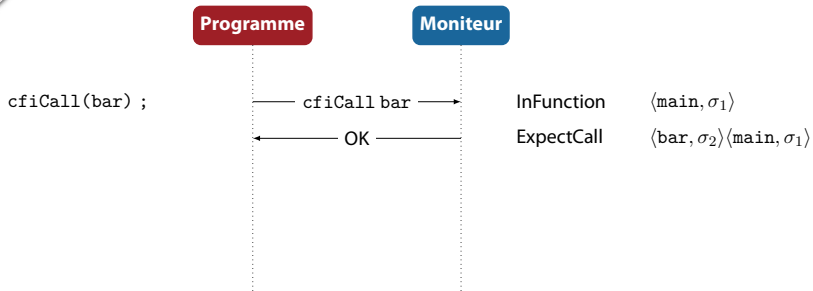 Programme Moniteur
cfiCall(bar) ; cfiCall bar InFunction ⟨main, σ₁⟩
OK ExpectCall ⟨bar, σ₂⟩⟨main, σ₁⟩